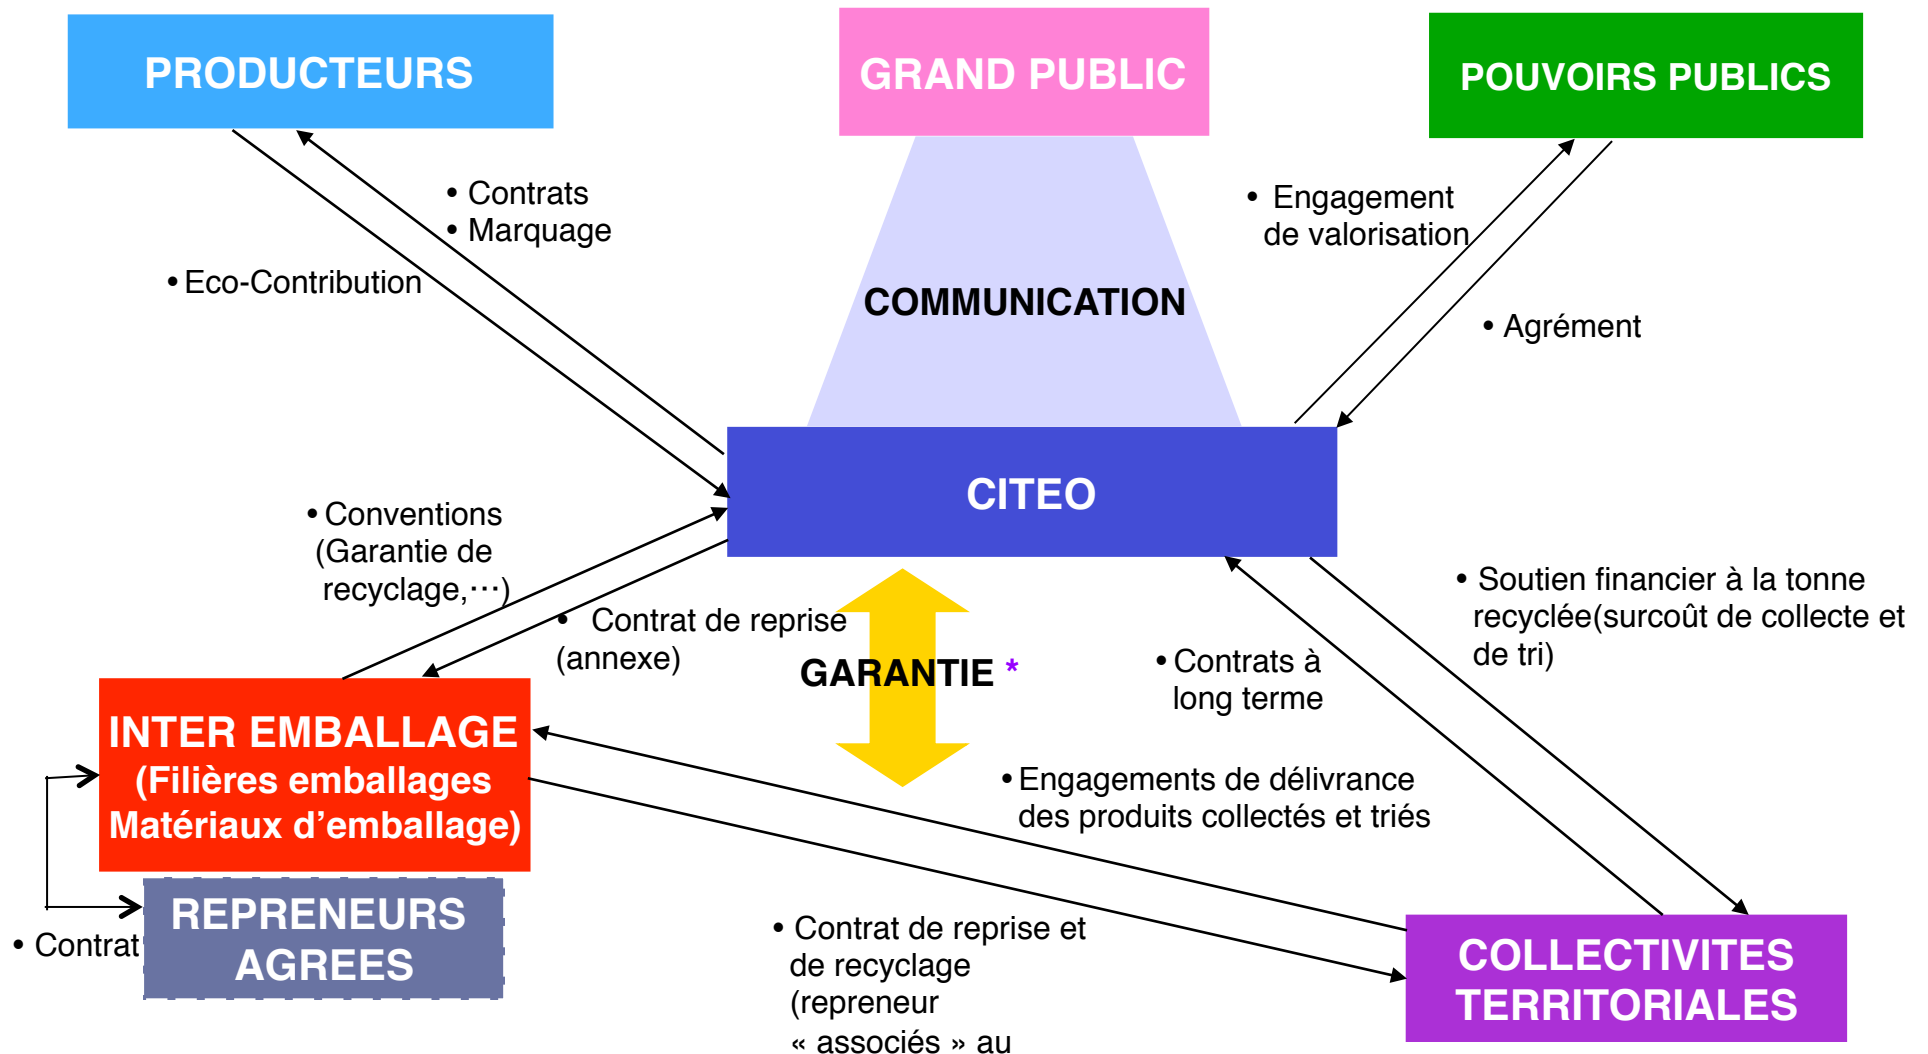 PRODUCTEURS
GRAND PUBLIC
POUVOIRS PUBLICS
• Contrats
• Marquage
• Eco-Contribution
• Engagement
de valorisation
COMMUNICATION
• Agrément
CITEO
• Conventions
(Garantie de
recyclage,…)
• Contrat de reprise
(annexe)
GARANTIE *
• Contrats à
long terme
• Soutien financier à la tonne
recyclée(surcoût de collecte et
de tri)
INTER EMBALLAGE
(Filières emballages
Matériaux d’emballage)
• Engagements de délivrance
des produits collectés et triés
REPRENEURS
AGREES
• Contrat
• Contrat de reprise et
de recyclage
(repreneur
« associés » au
COLLECTIVITES
TERRITORIALES